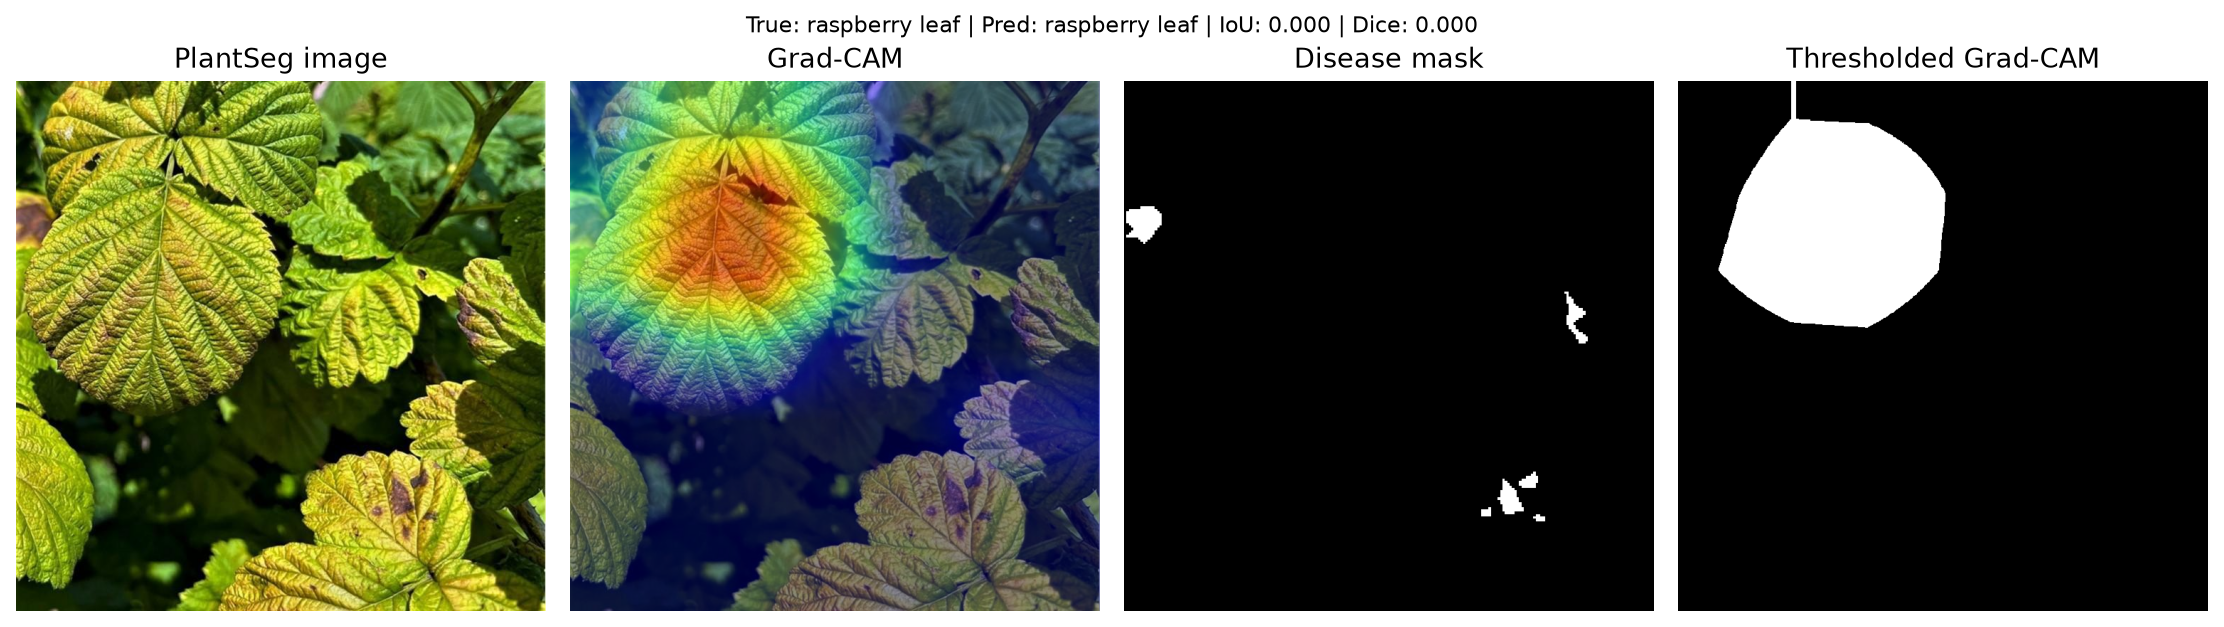 True: raspberry leaf | Pred: raspberry leaf | IoU: 0.000 | Dice: 0.000
PlantSeg image
Grad-CAM
Disease mask
Thresholded Grad-CAM